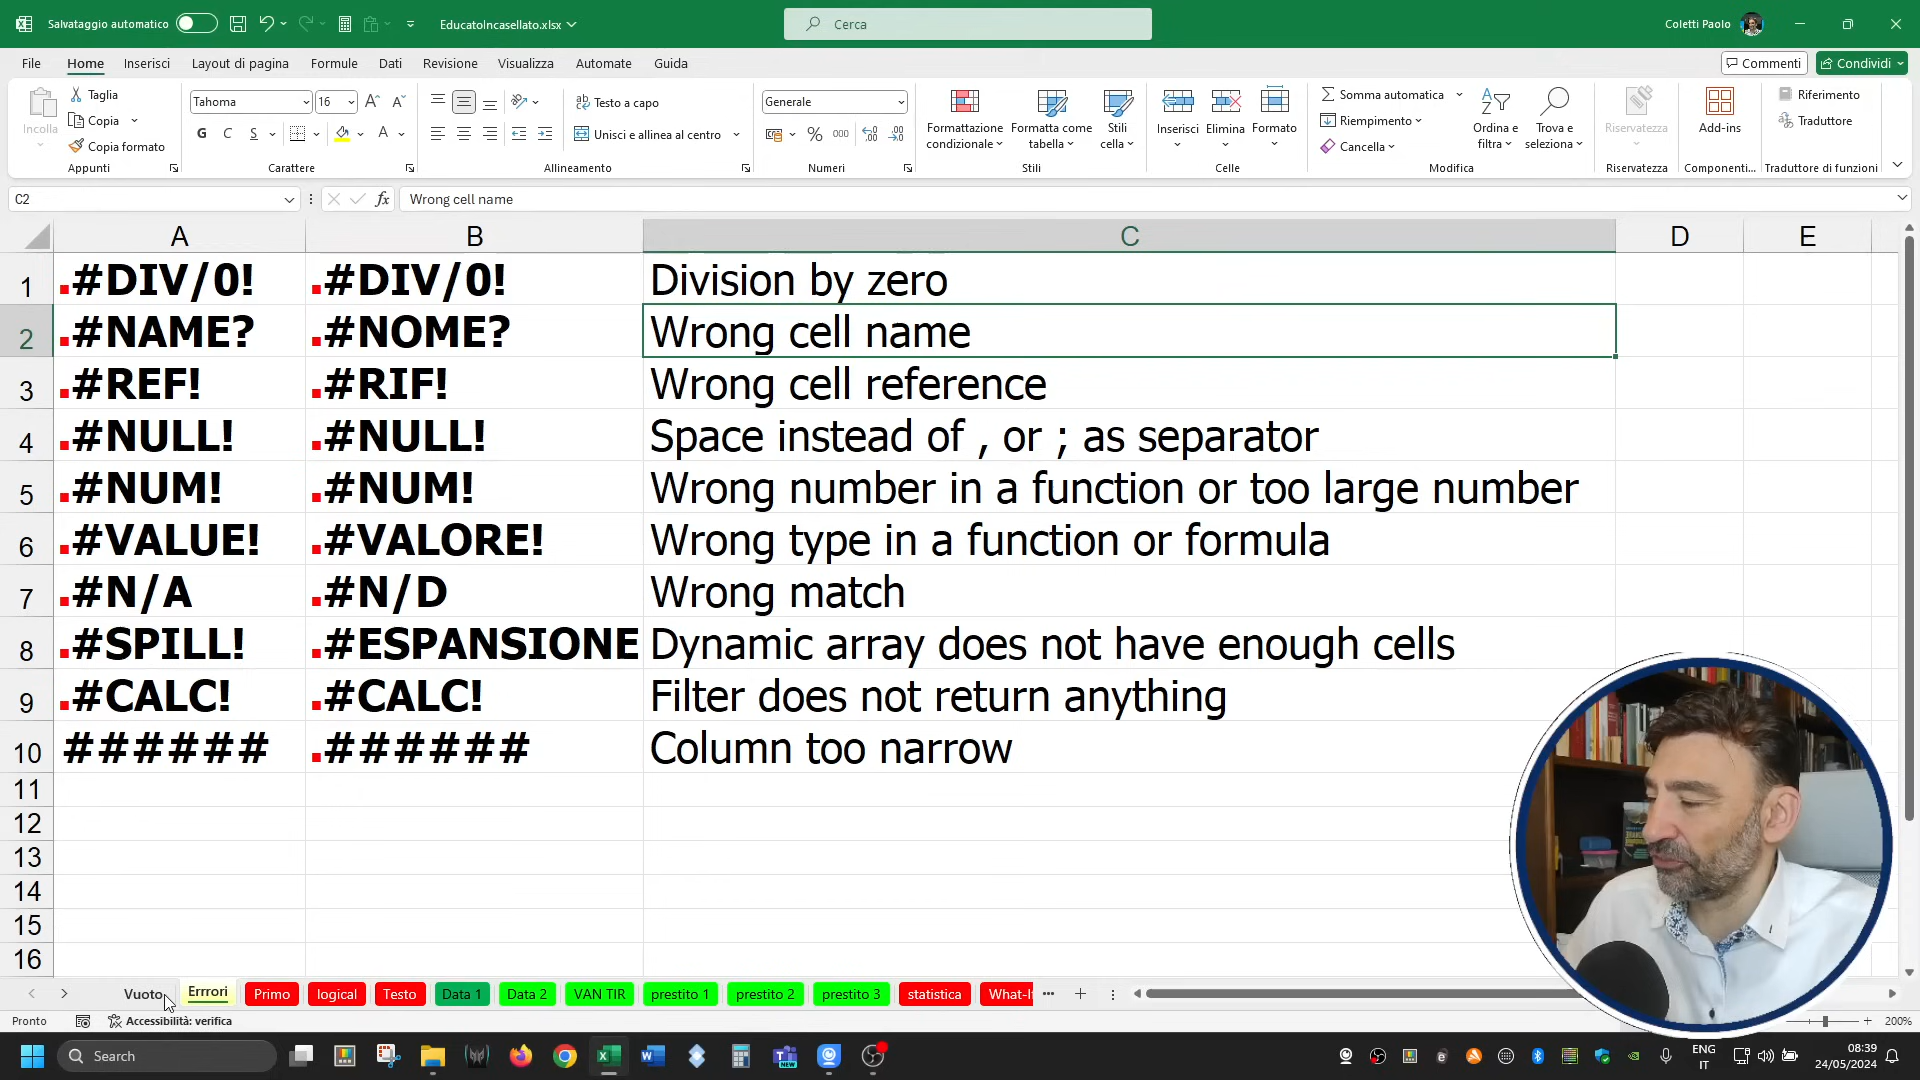 Salvataggio automatico
EducatoIncasellato.xlsx
Cerca
Coletti Paolo
File Home Inserisci Layout di pagina Formule Dati Revisione Visualizza Automate Guida
Commenti Condividi
Incolla
Taglia
Copia
Copia formato
Appunti
Tahoma 16
G C S
Carattere
Testo a capo
Unisci e allinea al centro
Allineamento
Generale
% 000
Numeri
Formattazione condizionale
Formatta come tabella
Stili cella
Stili
Inserisci Elimina Formato
Celle
Somma automatica
Riempimento
Cancella
Ordina e filtri
Trova e seleziona
Modifica
Riservatezza
Riservatezza
Add-ins
Componenti...
Riferimento
Traduttore
Traduttore di funzioni
C2 fx Wrong cell name
A B C D E
1 .#DIV/0! .#DIV/0! Division by zero
2 .#NAME? .#NOME? Wrong cell name
3 .#REF! .#RIF! Wrong cell reference
4 .#NULL! .#NULL! Space instead of , or ; as separator
5 .#NUM! .#NUM! Wrong number in a function or too large number
6 .#VALUE! .#VALORE! Wrong type in a function or formula
7 .#N/A .#N/D Wrong match
8 .#SPILL! .#ESPANSIONE Dynamic array does not have enough cells
9 .#CALC! .#CALC! Filter does not return anything
10 ###### .###### Column too narrow
11
12
13
14
15
16
Vuoto Errrori Primo logical Testo Data 1 Data 2 VAN TIR prestito 1 prestito 2 prestito 3 statistica What-I
Pronto Accessibilità: verifica
200%
Search
ENG
IT
08:39
24/05/2024